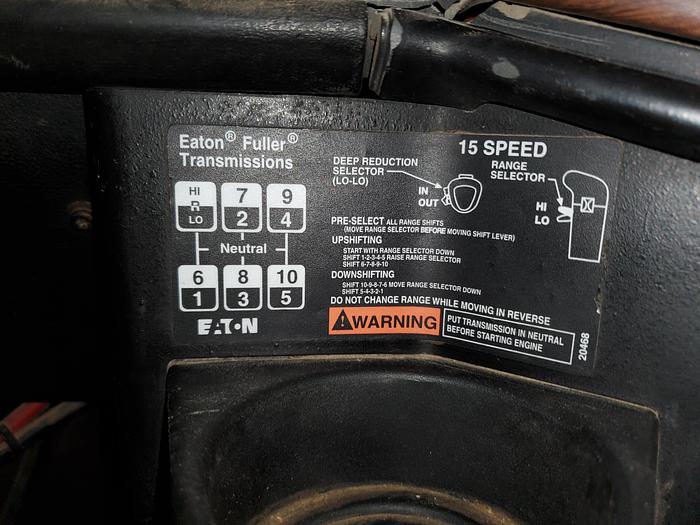 Eaton® Fuller®
Transmissions
15 SPEED
DEEP REDUCTION
SELECTOR
(LO-LO)
IN
OUT
RANGE
SELECTOR
HI
LO
HI
R
LO
7
2
9
4
Neutral
6
1
8
3
10
5
EATON
PRE-SELECT ALL RANGE SHIFTS
(MOVE RANGE SELECTOR BEFORE MOVING SHIFT LEVER)
UPSHIFTING
START WITH RANGE SELECTOR DOWN
SHIFT 1-2-3-4-5 RAISE RANGE SELECTOR
SHIFT 6-7-8-9-10
DOWNSHIFTING
SHIFT 10-9-8-7-6 MOVE RANGE SELECTOR DOWN
SHIFT 5-4-3-2-1
DO NOT CHANGE RANGE WHILE MOVING IN REVERSE
WARNING
PUT TRANSMISSION IN NEUTRAL
BEFORE STARTING ENGINE
20468